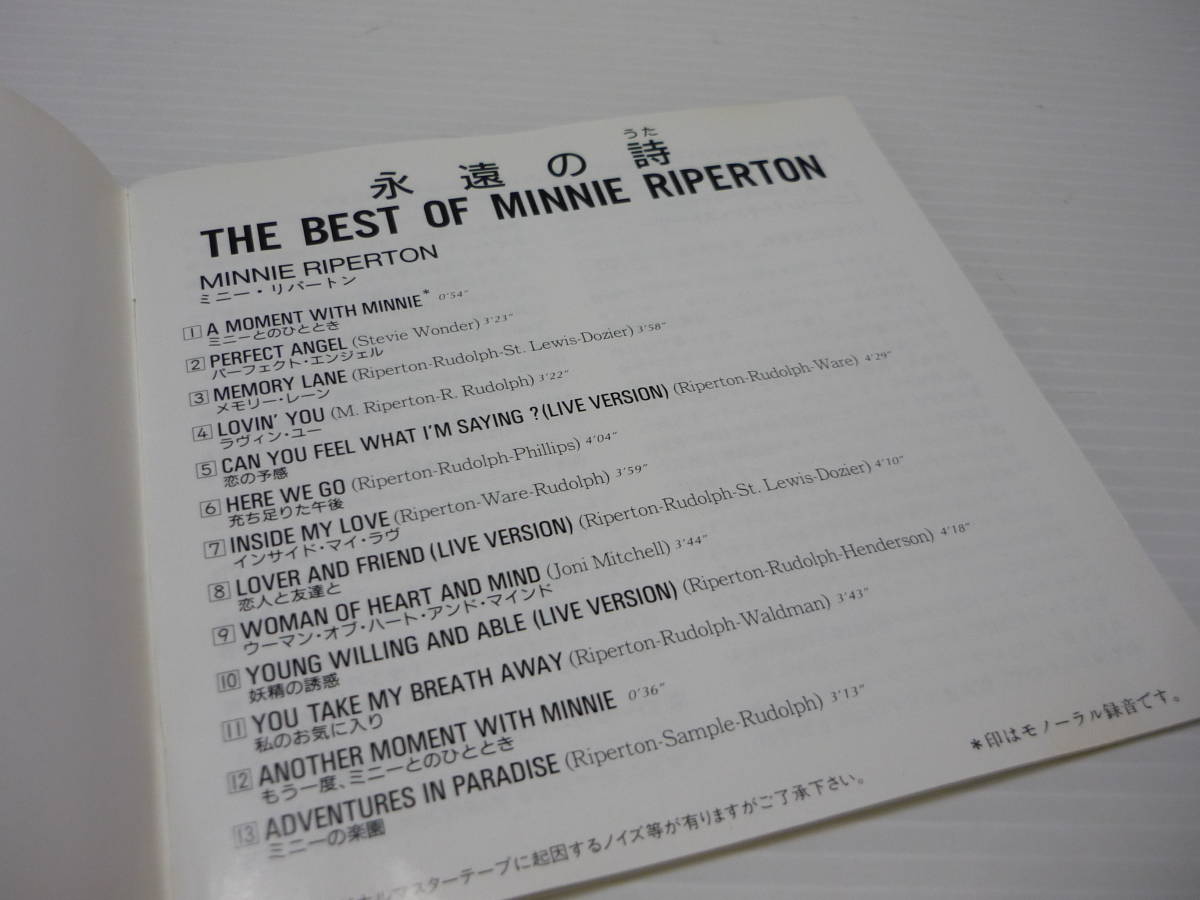 うた
永遠の詩
THE BEST OF MINNIE RIPERTON
MINNIE RIPERTON
ミニー・リパートン
1 A MOMENT WITH MINNIE* 0'54"
ミニーとのひととき
2 PERFECT ANGEL (Stevie Wonder) 3'23"
パーフェクト・エンジェル
3 MEMORY LANE (Riperton-Rudolph-St. Lewis-Dozier) 3'58"
メモリー・レーン
4 LOVIN' YOU (M. Riperton-R. Rudolph) 3'22"
ラヴィン・ユー
5 CAN YOU FEEL WHAT I'M SAYING ? (LIVE VERSION) (Riperton-Rudolph-Ware) 4'29"
恋の予感
6 HERE WE GO (Riperton-Rudolph-Phillips) 4'04"
充ち足りた午後
7 INSIDE MY LOVE (Riperton-Ware-Rudolph) 3'59"
インサイド・マイ・ラヴ
8 LOVER AND FRIEND (LIVE VERSION) (Riperton-Rudolph-St. Lewis-Dozier) 4'10"
恋人と友達と
9 WOMAN OF HEART AND MIND (Joni Mitchell) 3'44"
ウーマン・オブ・ハート・アンド・マインド
10 YOUNG WILLING AND ABLE (LIVE VERSION) (Riperton-Rudolph-Henderson) 4'18"
妖精の誘惑
11 YOU TAKE MY BREATH AWAY (Riperton-Rudolph-Waldman) 3'43"
私のお気に入り
12 ANOTHER MOMENT WITH MINNIE 0'36"
もう一度、ミニーとのひととき
13 ADVENTURES IN PARADISE (Riperton-Sample-Rudolph) 3'13"
ミニーの楽園
*印はモノーラル録音です。
マスターテープに起因するノイズ等が有りますがご了承下さい。